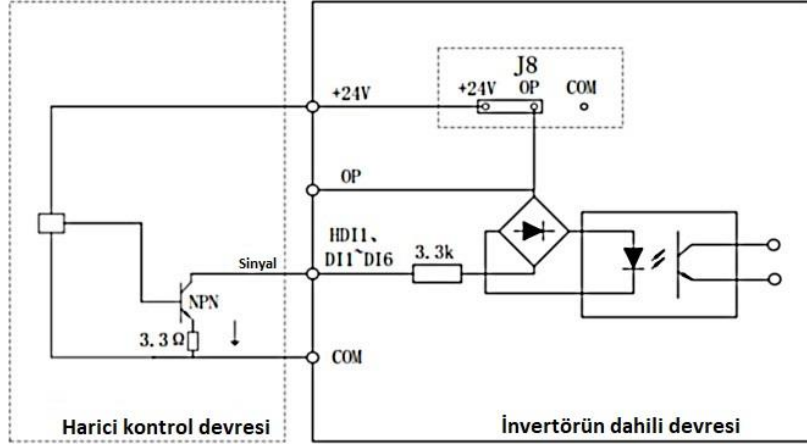 J8
+24V OP COM
+24V
OP
HDI1、
DI1~DI6
3.3k
Sinyal
NPN
3.3Ω
COM
Harici kontrol devresi
İnvertörün dahili devresi